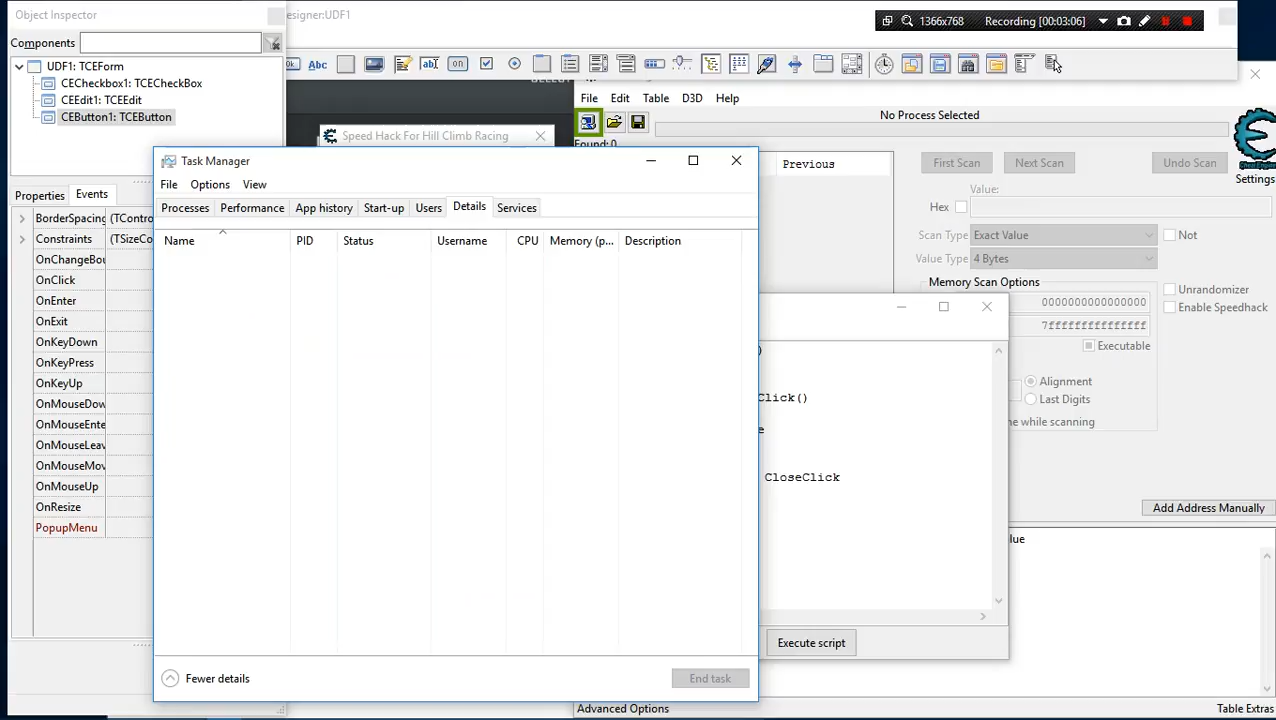 Object Inspector
esigner:UDF1
1366x768
Recording [00:03:06]
Components
UDF1: TCEForm
CECheckbox1: TCECheckBox
CEEdit1: TCEEdit
CEButton1: TCEButton
Abc
ab
on
File Edit Table D3D Help
No Process Selected
Found: 0
Speed Hack For Hill Climb Racing
Previous
First Scan
Next Scan
Undo Scan
Cheat Engine
Settings
Value:
Hex
Scan Type
Exact Value
Not
Value Type
4 Bytes
Memory Scan Options
0000000000000000
7fffffffffffffff
Unrandomizer
Enable Speedhack
Executable
Alignment
Last Digits
me while scanning
Add Address Manually
Properties
Events
BorderSpacing
(TContro
Constraints
(TSizeCo
OnChangeBou
OnClick
OnEnter
OnExit
OnKeyDown
OnKeyPress
OnKeyUp
OnMouseDow
OnMouseEnte
OnMouseLeav
OnMouseMov
OnMouseUp
OnResize
PopupMenu
Task Manager
File Options View
Processes Performance App history Start-up Users Details Services
Name PID Status Username CPU Memory (p... Description
Fewer details
End task
)
Click()
e
CloseClick
Execute script
lue
Advanced Options
Table Extras